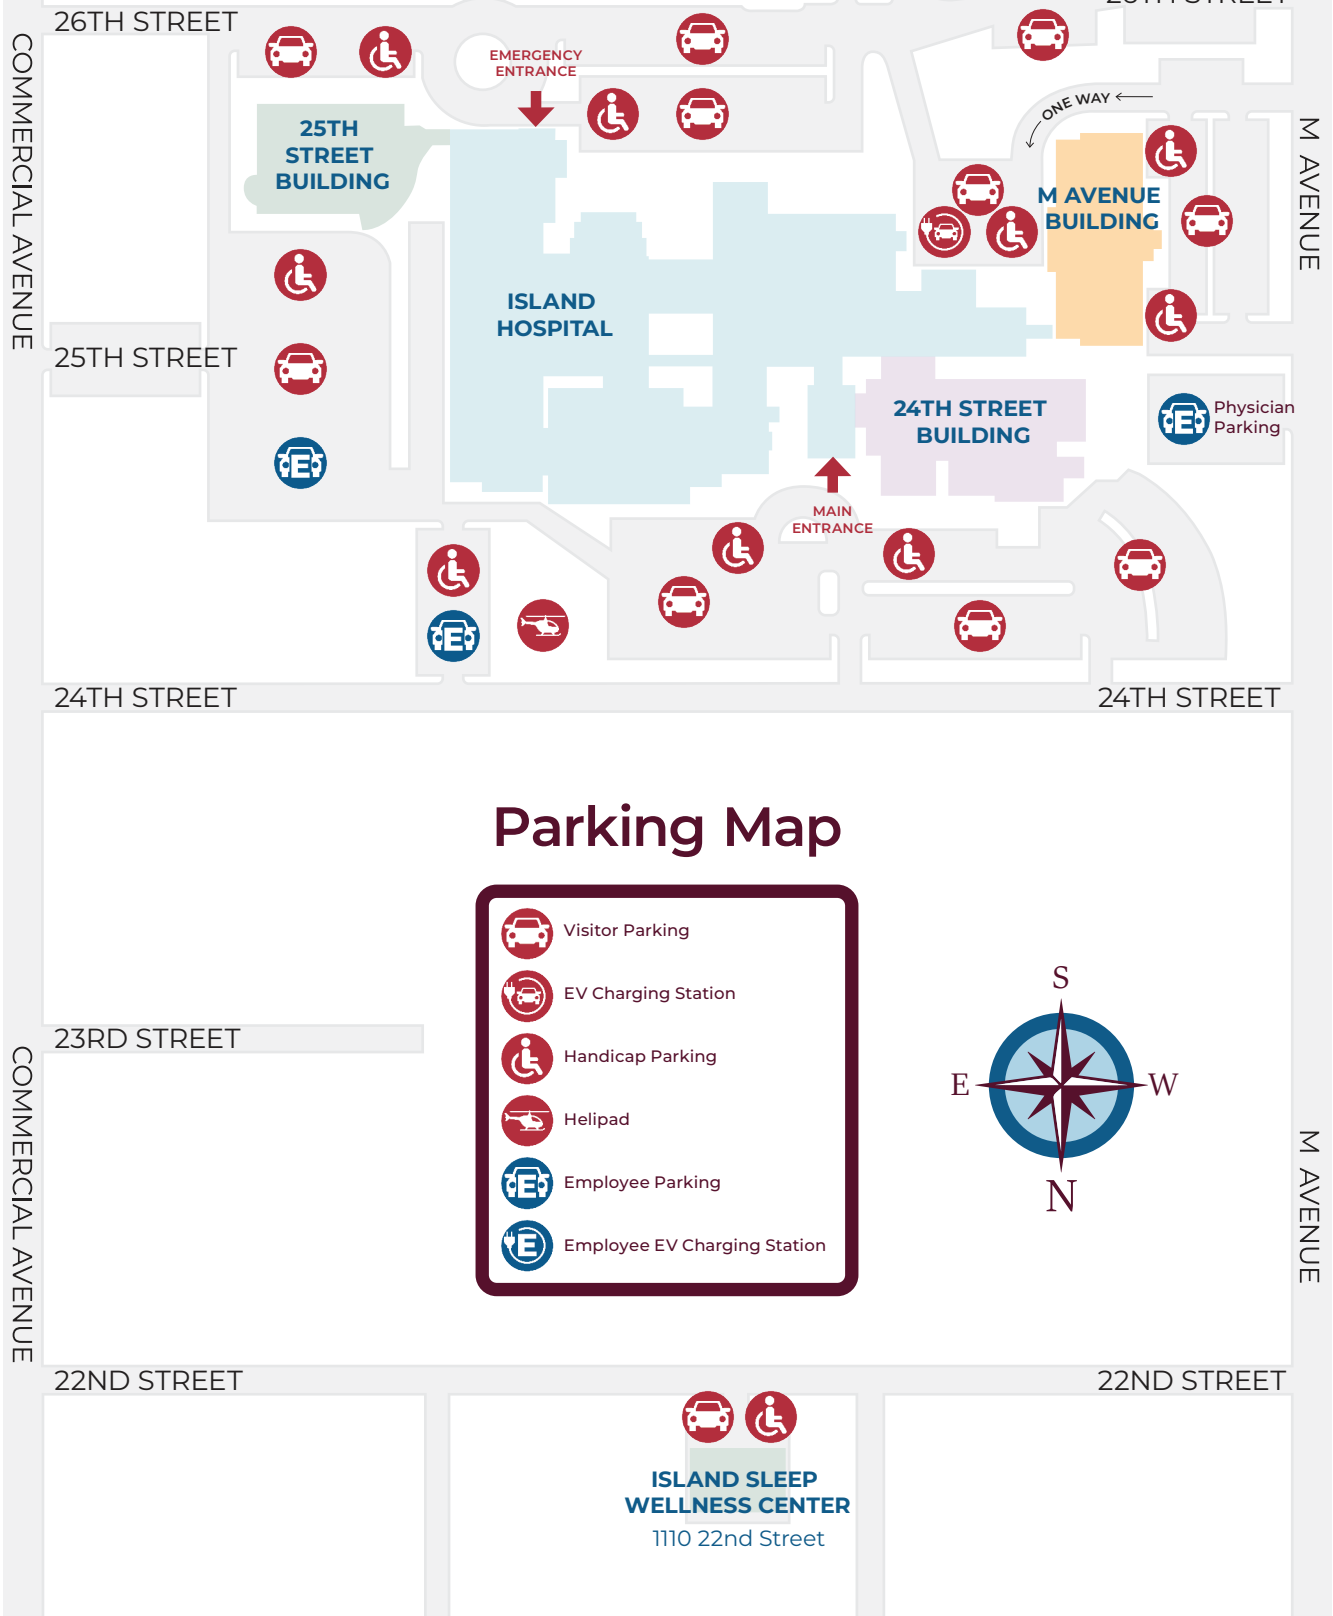 26TH STREET
COMMERCIAL AVENUE
EMERGENCY
ENTRANCE
ONE WAY
M AVENUE
25TH
STREET
BUILDING
M AVENUE
BUILDING
ISLAND
HOSPITAL
25TH STREET
24TH STREET
BUILDING
E
Physician
Parking
E
MAIN
ENTRANCE
E
24TH STREET
24TH STREET
Parking Map
Visitor Parking
EV Charging Station
Handicap Parking
Helipad
E
Employee Parking
E
Employee EV Charging Station
S
E
W
N
23RD STREET
COMMERCIAL AVENUE
M AVENUE
22ND STREET
22ND STREET
ISLAND SLEEP
WELLNESS CENTER
1110 22nd Street